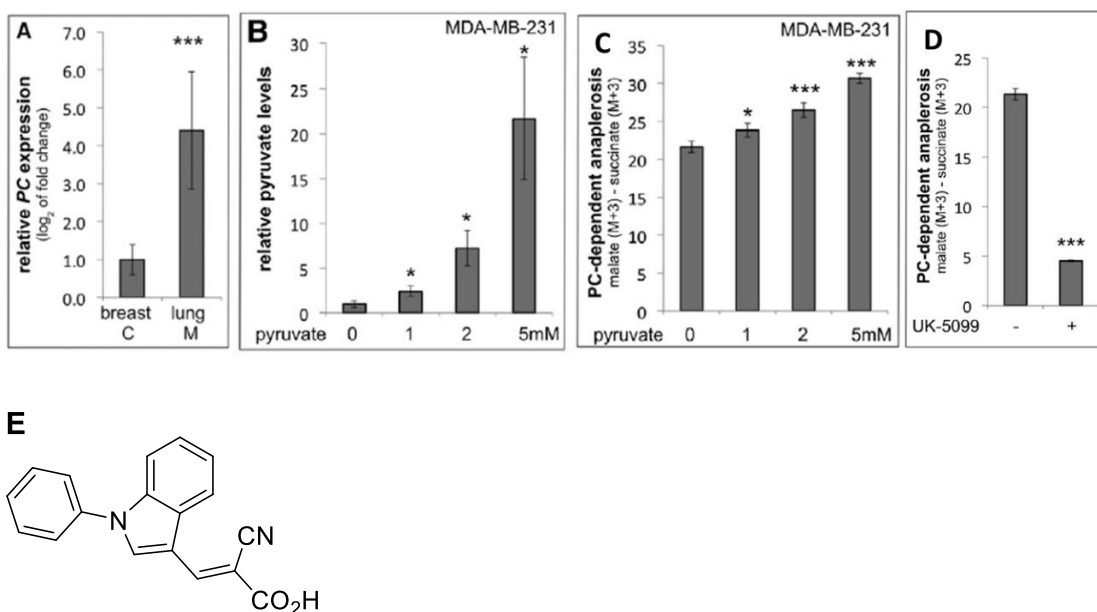 A
relative PC expression
(log2 of fold change)
7.0
6.0
5.0
4.0
3.0
2.0
1.0
0.0
***
breast lung
C M
B
MDA-MB-231
relative pyruvate levels
30
25
20
15
10
5
0
*
*
*
pyruvate 0 1 2 5mM
C
MDA-MB-231
PC-dependent anaplerosis
malate (M+3) - succinate (M+3)
35
30
25
20
15
10
5
0
*
***
***
pyruvate 0 1 2 5mM
D
PC-dependent anaplerosis
malate (M+3) - succinate (M+3)
25
20
15
10
5
0
***
UK-5099 - +
E
N
CN
CO₂H